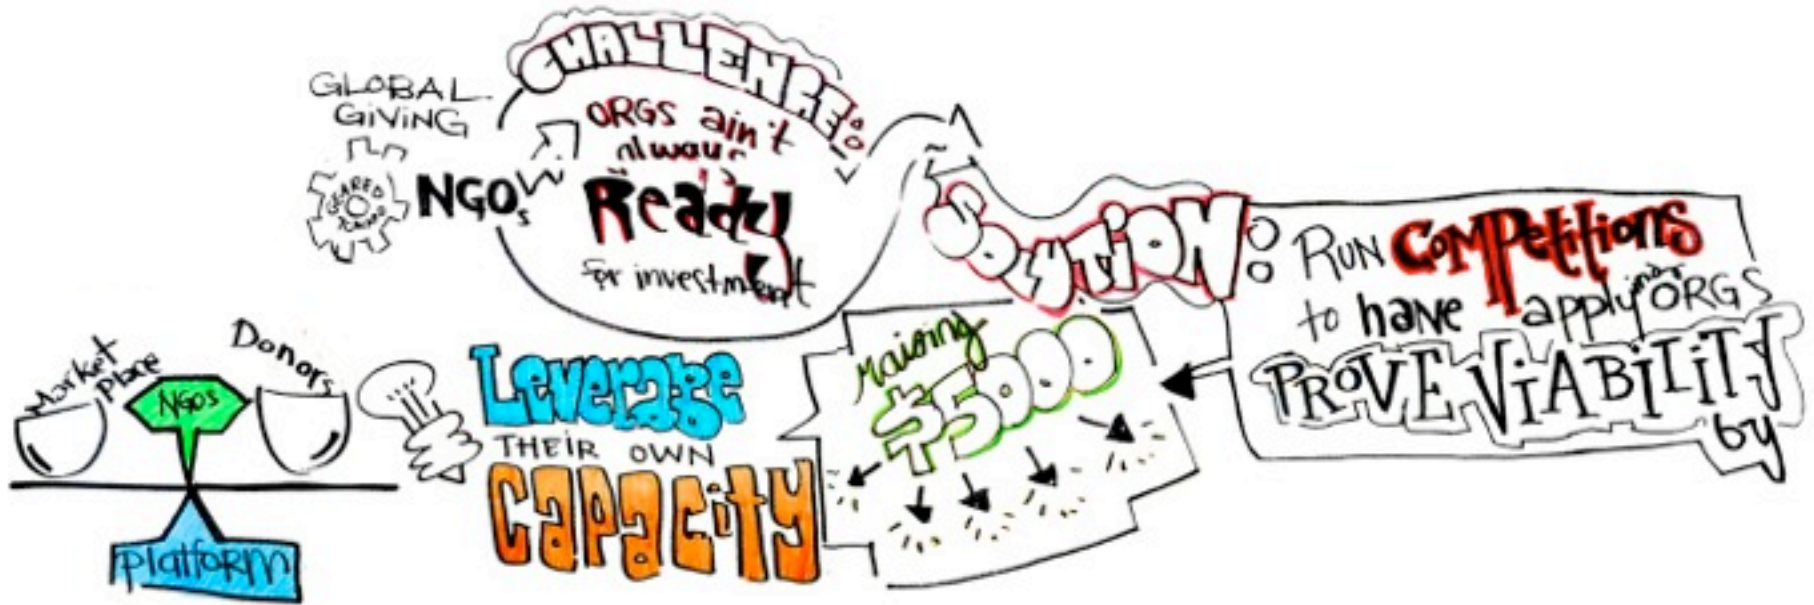 GLOBAL
GiViNG
GEARED
TOWARD
NGOs
CHALLENGE:
ORGS ain't
always
Ready
for investment
SOLUTION:
RUN COMPetitions
to have applying ORGS
PROVE ViABiLiTY
by
raising
$5000
Leverage
THEIR OWN
CAPACITY
Market
place
NGOs
Donors
Platform